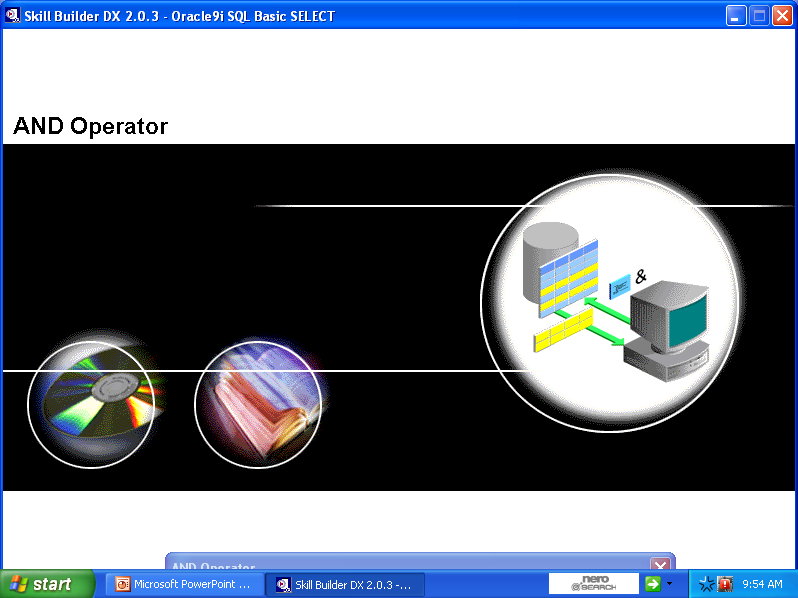 Skill Builder DX 2.0.3 - Oracle9i SQL Basic SELECT
AND Operator
&
AND Operator
start
Microsoft PowerPoint ...
Skill Builder DX 2.0.3 -...
nero
@SEARCH
9:54 AM